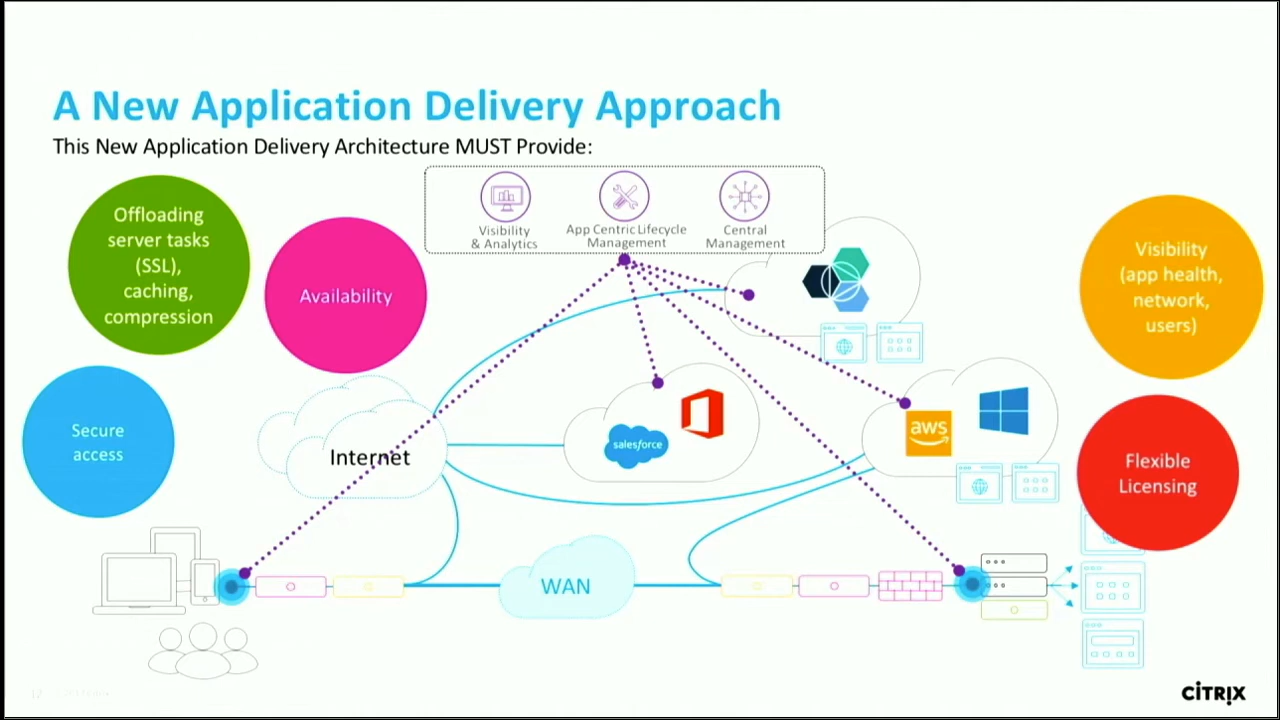 A New Application Delivery Approach
This New Application Delivery Architecture MUST Provide:
Offloading
server tasks
(SSL),
caching,
compression
Availability
Visibility
& Analytics
App Centric Lifecycle
Management
Central
Management
Visibility
(app health,
network,
users)
Secure
access
Internet
salesforce
aws
Flexible
Licensing
WAN
CITRIX